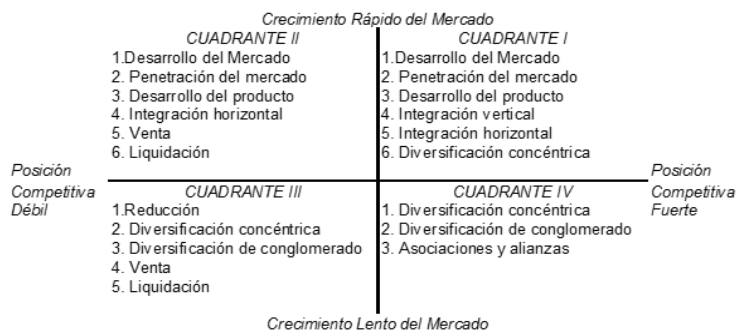 Crecimiento Rápido del Mercado
CUADRANTE II
1.Desarrollo del Mercado
2. Penetración del mercado
3. Desarrollo del producto
4. Integración horizontal
5. Venta
6. Liquidación
CUADRANTE I
1.Desarrollo del Mercado
2. Penetración del mercado
3. Desarrollo del producto
4. Integración vertical
5. Integración horizontal
6. Diversificación concéntrica
Posición
Competitiva
Débil
Posición
Competitiva
Fuerte
CUADRANTE III
1.Reducción
2. Diversificación concéntrica
3. Diversificación de conglomerado
4. Venta
5. Liquidación
CUADRANTE IV
1. Diversificación concéntrica
2. Diversificación de conglomerado
3. Asociaciones y alianzas
Crecimiento Lento del Mercado